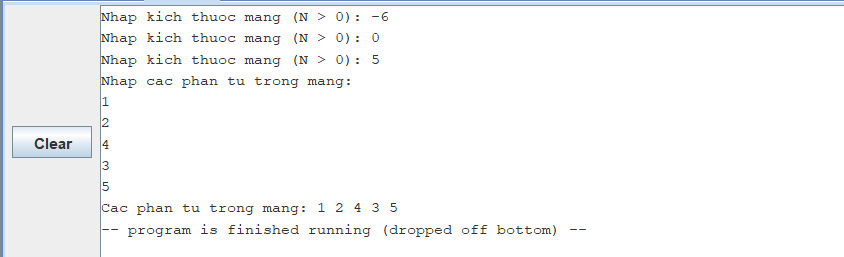 Nhap kich thuoc mang (N > 0): -6
Nhap kich thuoc mang (N > 0): 0
Nhap kich thuoc mang (N > 0): 5
Nhap cac phan tu trong mang:
1
2
Clear
4
3
5
Cac phan tu trong mang: 1 2 4 3 5
-- program is finished running (dropped off bottom) --